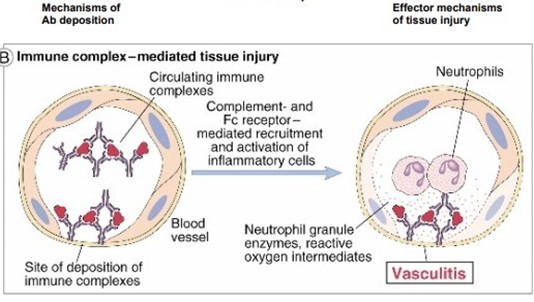 Mechanisms of
Ab deposition
Effector mechanisms
of tissue injury
B Immune complex–mediated tissue injury
Circulating immune
complexes
Complement- and
Fc receptor–
mediated recruitment
and activation of
inflammatory cells
Blood
vessel
Site of deposition of
immune complexes
Neutrophils
Neutrophil granule
enzymes, reactive
oxygen intermediates
Vasculitis